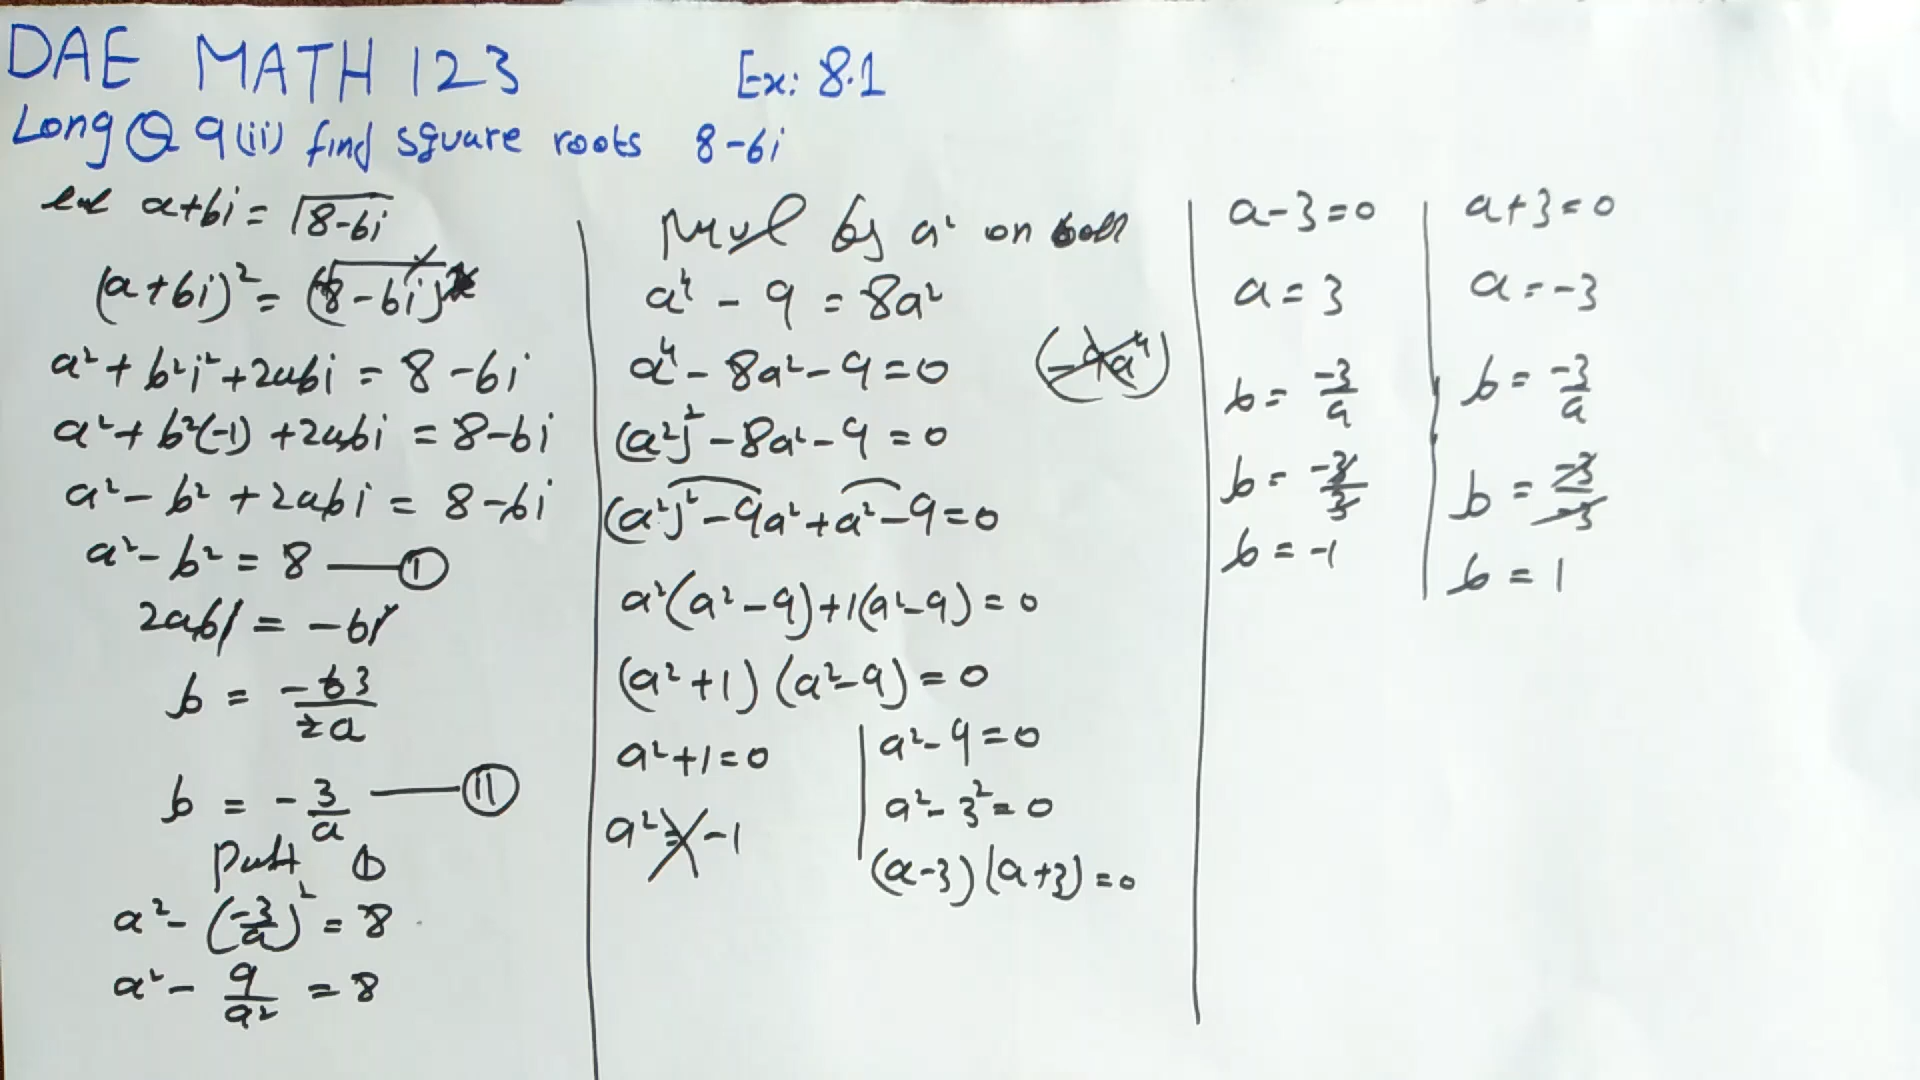 DAE MATH 123 Ex: 8.1
Long Q 9(ii) find square roots 8-6i
let a+bi = √8-6i
(a+bi)² = (√8-6i)²
a² + b²i² + 2abi = 8-6i
a² + b²(-1) + 2abi = 8-6i
a² - b² + 2abi = 8-6i
a² - b² = 8 —— (I)
2abi = -6i
b = -6 3 / 2a
b = -3/a —— (II)
Putt (I)
a² - (-3/a)² = 8
a² - 9/a² = 8
Mul by a² on both
a⁴ - 9 = 8a²
a⁴ - 8a² - 9 = 0 (-9a⁴)
(a²)² - 8a² - 9 = 0
(a²)² - 9a² + a² - 9 = 0
a²(a² - 9) + 1(a² - 9) = 0
(a² + 1) (a² - 9) = 0
a² + 1 = 0
a² = -1
a² - 9 = 0
a² - 3² = 0
(a-3) (a+3) = 0
a - 3 = 0
a = 3
b = -3/a
b = -3/3
b = -1
a + 3 = 0
a = -3
b = -3/a
b = -3/-3
b = 1